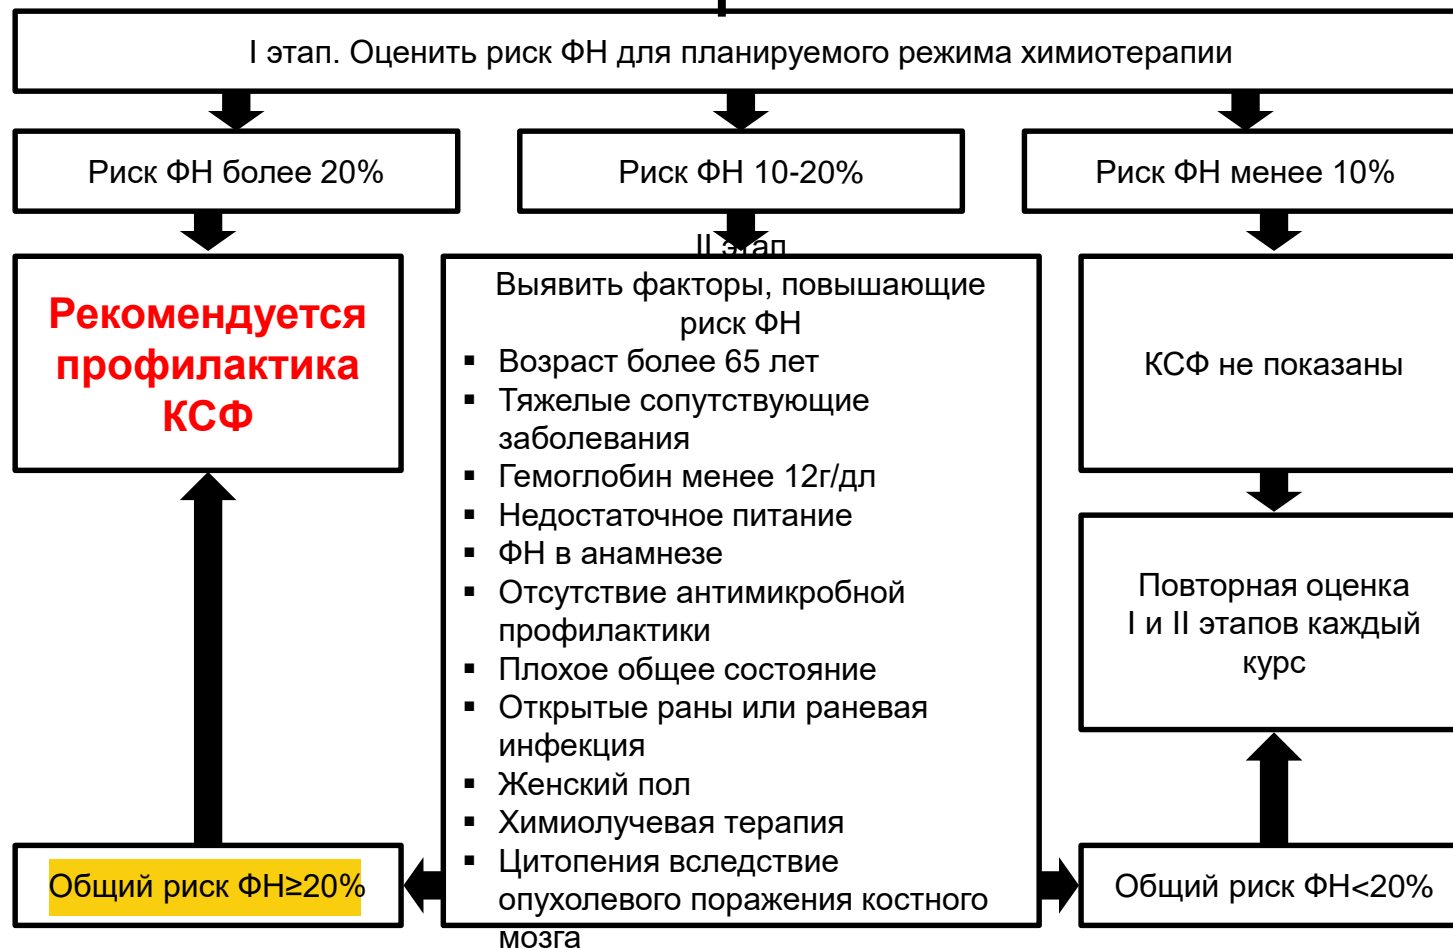 I этап. Оценить риск ФН для планируемого режима химиотерапии
Риск ФН более 20%
Риск ФН 10-20%
Риск ФН менее 10%
Рекомендуется
профилактика
КСФ
II этап
Выявить факторы, повышающие
риск ФН
▪ Возраст более 65 лет
▪ Тяжелые сопутствующие
заболевания
▪ Гемоглобин менее 12г/дл
▪ Недостаточное питание
▪ ФН в анамнезе
▪ Отсутствие антимикробной
профилактики
▪ Плохое общее состояние
▪ Открытые раны или раневая
инфекция
▪ Женский пол
▪ Химиолучевая терапия
▪ Цитопения вследствие
опухолевого поражения костного
мозга
КСФ не показаны
Повторная оценка
I и II этапов каждый
курс
Общий риск ФН≥20%
Общий риск ФН<20%